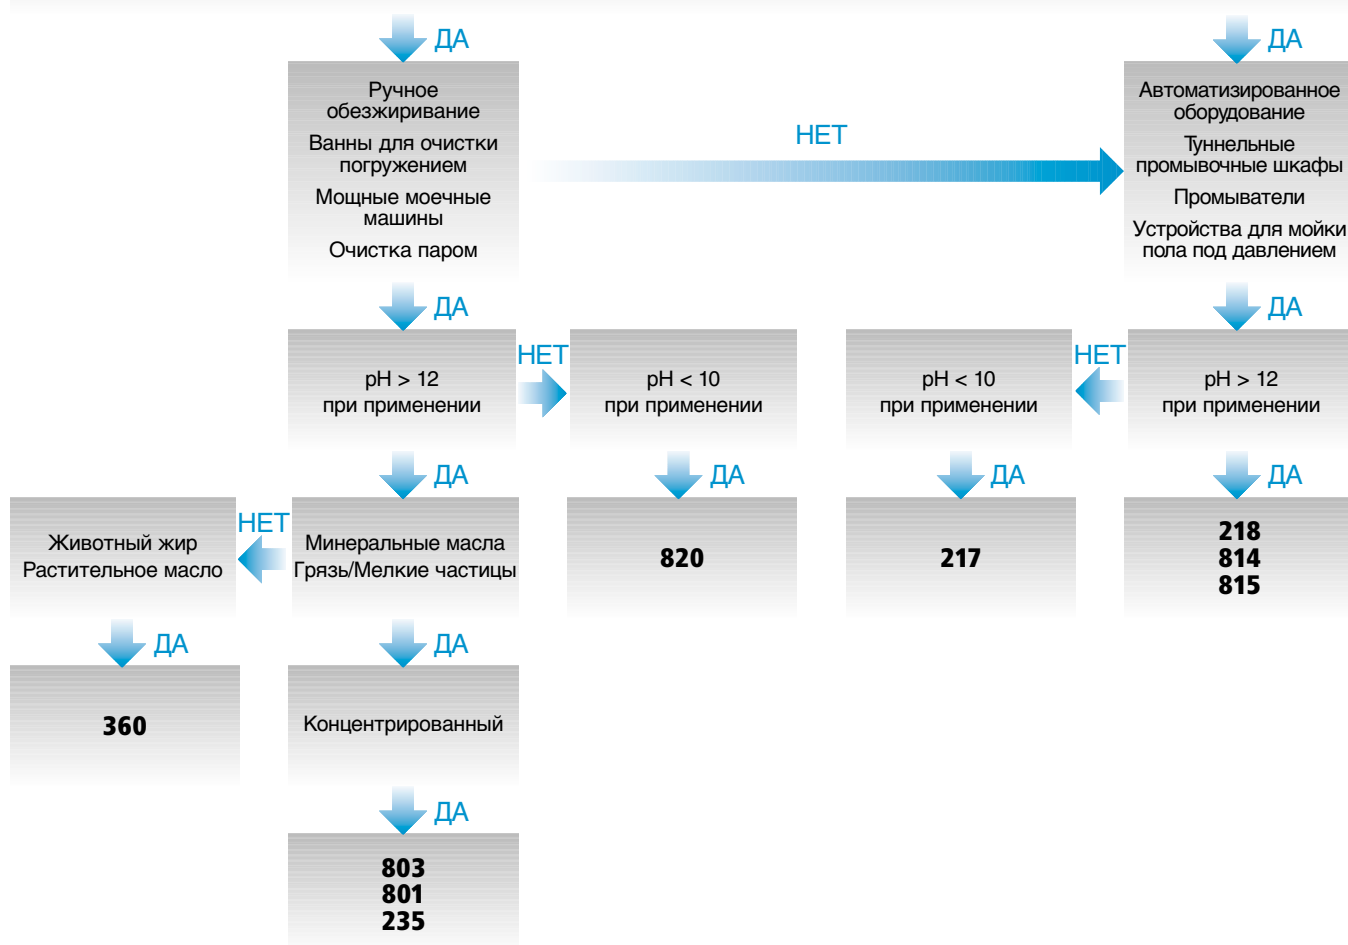 ДА
ДА
Ручное
обезжиривание
Ванны для очистки
погружением
Мощные моечные
машины
Очистка паром
НЕТ
Автоматизированное
оборудование
Туннельные
промывочные шкафы
Промыватели
Устройства для мойки
пола под давлением
ДА
ДА
pH > 12
при применении
НЕТ
pH < 10
при применении
pH < 10
при применении
НЕТ
pH > 12
при применении
ДА
ДА
ДА
ДА
Животный жир
Растительное масло
НЕТ
Минеральные масла
Грязь/Мелкие частицы
820
217
218
814
815
ДА
ДА
360
Концентрированный
ДА
803
801
235